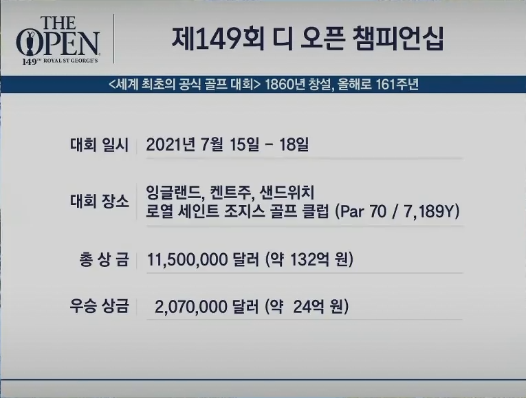 THE
OPEN
149TH ROYAL ST GEORGE'S
제149회 디 오픈 챔피언십
<세계 최초의 공식 골프 대회> 1860년 창설, 올해로 161주년
대회 일시 2021년 7월 15일 - 18일
대회 장소 잉글랜드, 켄트주, 샌드위치
로열 세인트 조지스 골프 클럽 (Par 70 / 7,189Y)
총 상 금 11,500,000 달러 (약 132억 원)
우승 상금 2,070,000 달러 (약 24억 원)